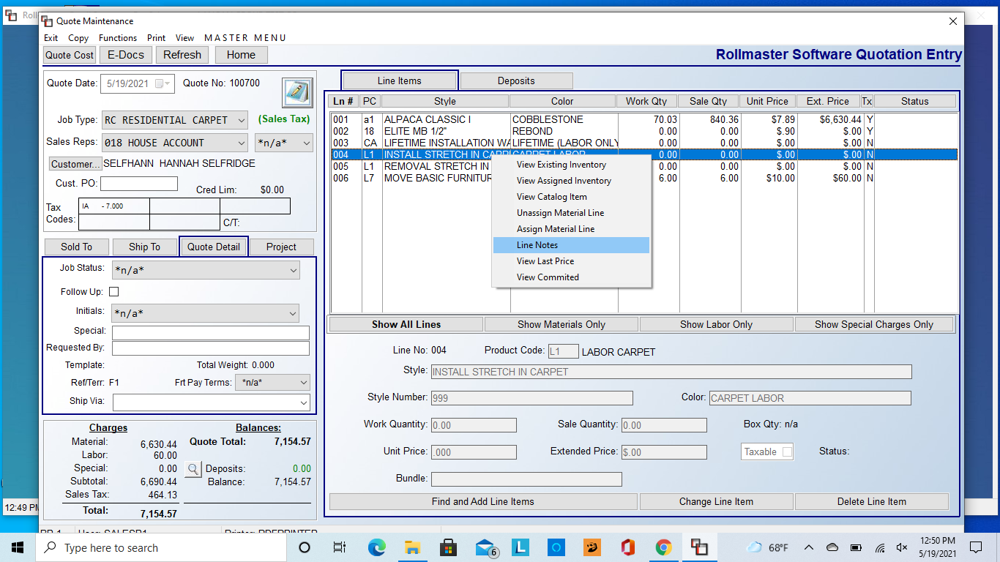 Rol
Quote Maintenance
Exit Copy Functions Print View MASTER MENU
Quote Cost E-Docs Refresh Home
Rollmaster Software Quotation Entry
Quote Date: 5/19/2021 Quote No: 100700
Job Type: RC RESIDENTIAL CARPET (Sales Tax)
Sales Reps: 018 HOUSE ACCOUNT *n/a*
Customer... SELFHANN HANNAH SELFRIDGE
Cust. PO:
Cred Lim: $0.00
Tax Codes: IA - 7.000
C/T:
Sold To Ship To Quote Detail Project
Job Status: *n/a*
Follow Up:
Initials: *n/a*
Special:
Requested By:
Template: Total Weight: 0.000
Ref/Terr: F1 Frt Pay Terms: *n/a*
Ship Via:
Charges Balances:
Material: 6,630.44 Quote Total: 7,154.57
Labor: 60.00
Special: 0.00 Deposits: 0.00
Subtotal: 6,690.44 Balance: 7,154.57
Sales Tax: 464.13
Total: 7,154.57
Line Items Deposits
Ln # PC Style Color Work Qty Sale Qty Unit Price Ext. Price Tx Status
001 a1 ALPACA CLASSIC I COBBLESTONE 70.03 840.36 $7.89 $6,630.44 Y
002 18 ELITE MB 1/2" REBOND 0.00 0.00 $.90 $.00 Y
003 CA LIFETIME INSTALLATION WA LIFETIME (LABOR ONLY 0.00 0.00 $.00 $.00 N
004 L1 INSTALL STRETCH IN CARPI CARPET LABOR 0.00 0.00 $.00 $.00 N
005 L1 REMOVAL STRETCH IN 0.00 0.00 $.00 $.00 N
006 L7 MOVE BASIC FURNITUR 6.00 6.00 $10.00 $60.00 N
View Existing Inventory
View Assigned Inventory
View Catalog Item
Unassign Material Line
Assign Material Line
Line Notes
View Last Price
View Commited
Show All Lines Show Materials Only Show Labor Only Show Special Charges Only
Line No: 004 Product Code: L1 LABOR CARPET
Style: INSTALL STRETCH IN CARPET
Style Number: 999 Color: CARPET LABOR
Work Quantity: 0.00 Sale Quantity: 0.00 Box Qty: n/a
Unit Price: .000 Extended Price: $.00 Taxable Status:
Bundle:
Find and Add Line Items Change Line Item Delete Line Item
12:49 PM
Type here to search
6
68°F
12:50 PM
5/19/2021